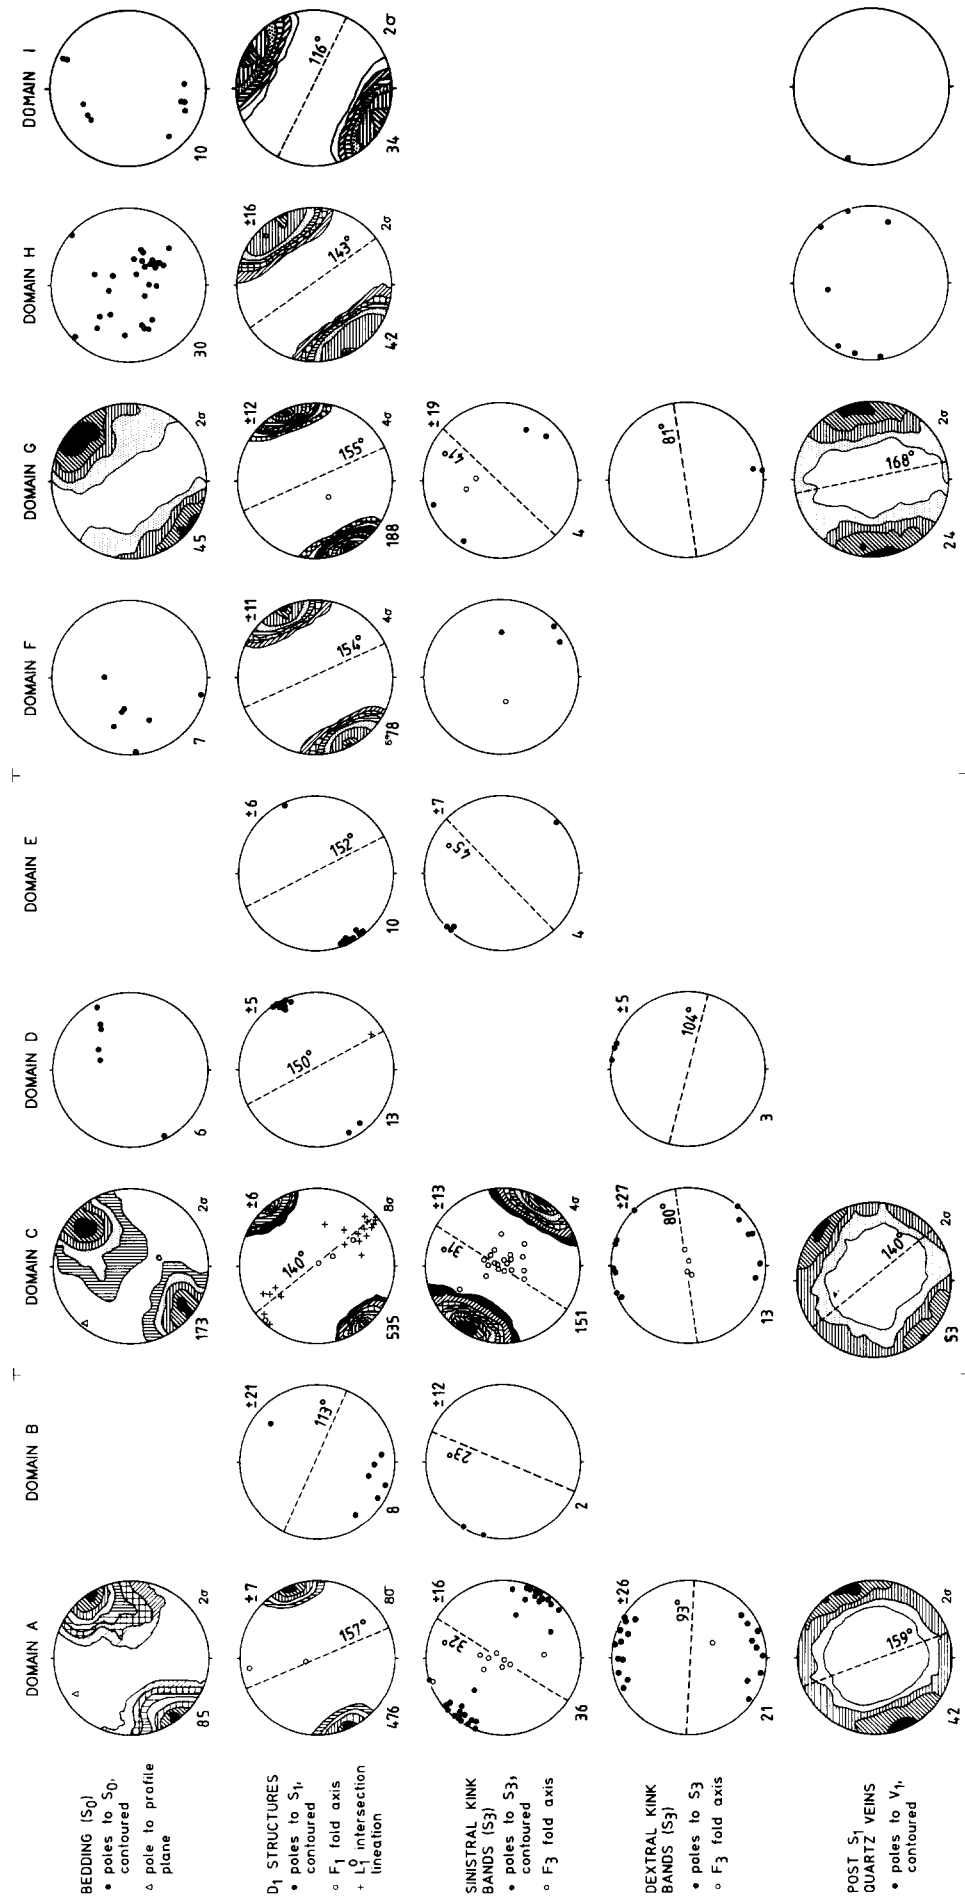 DOMAIN A
DOMAIN B
DOMAIN C
DOMAIN D
DOMAIN E
DOMAIN F
DOMAIN G
DOMAIN H
DOMAIN I
BEDDING (S0)
• poles to S0,
contoured
▵ pole to profile
plane
85
2σ
173
2σ
6
7
45
2σ
30
10
D1 STRUCTURES
• poles to S1,
contoured
○ F1 fold axis
+ L01 intersection
lineation
±7
157°
476
8σ
±21
113°
8
±6
140°
535
8σ
±5
150°
13
±6
152°
10
±11
154°
78
4σ
±12
155°
188
4σ
±16
143°
42
2σ
116°
34
2σ
SINISTRAL KINK
BANDS (S3)
• poles to S3,
contoured
○ F3 fold axis
±16
32°
36
±12
23°
2
±13
31°
151
4σ
±7
45°
4
±19
41°
4
DEXTRAL KINK
BANDS (S3)
• poles to S3
○ F3 fold axis
±26
93°
21
±27
80°
13
±5
104°
3
81°
POST S1
QUARTZ VEINS
• poles to V1,
contoured
159°
42
2σ
140°
53
2σ
168°
24
2σ